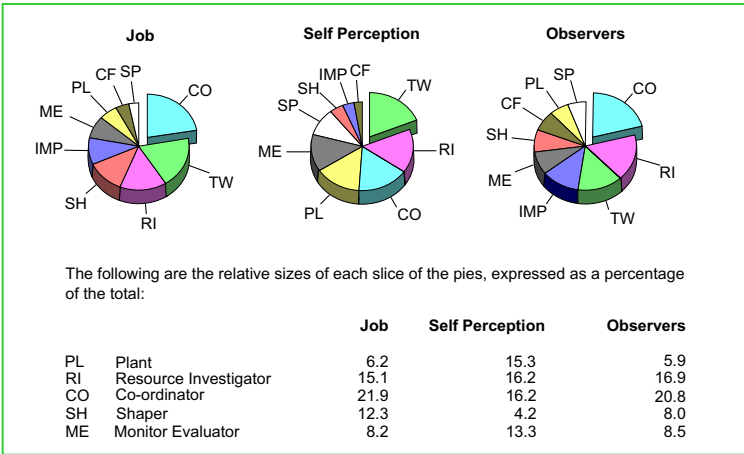 Job
Self Perception
Observers
CF SP
PL
CO
ME
IMP
TW
SH
RI
IMP CF
SH
TW
SP
ME
RI
PL
CO
SP
PL
CO
CF
SH
RI
ME
IMP
TW
The following are the relative sizes of each slice of the pies, expressed as a percentage
of the total:
Job Self Perception Observers
PL Plant 6.2 15.3 5.9
RI Resource Investigator 15.1 16.2 16.9
CO Co-ordinator 21.9 16.2 20.8
SH Shaper 12.3 4.2 8.0
ME Monitor Evaluator 8.2 13.3 8.5